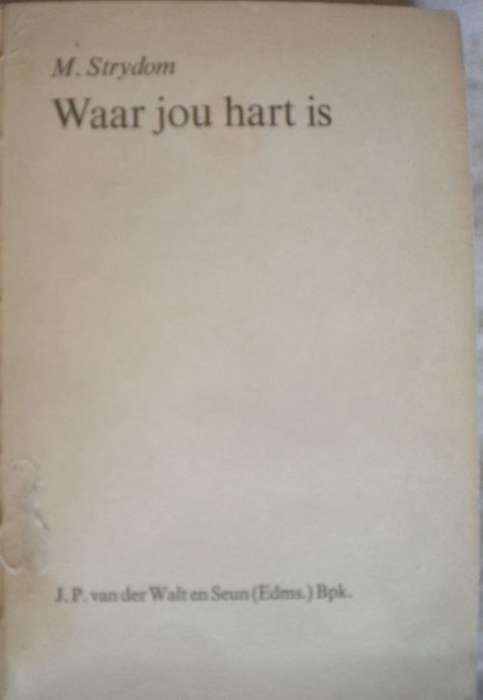 M. Strydom
Waar jou hart is
J. P. van der Walt en Seun (Edms.) Bpk.